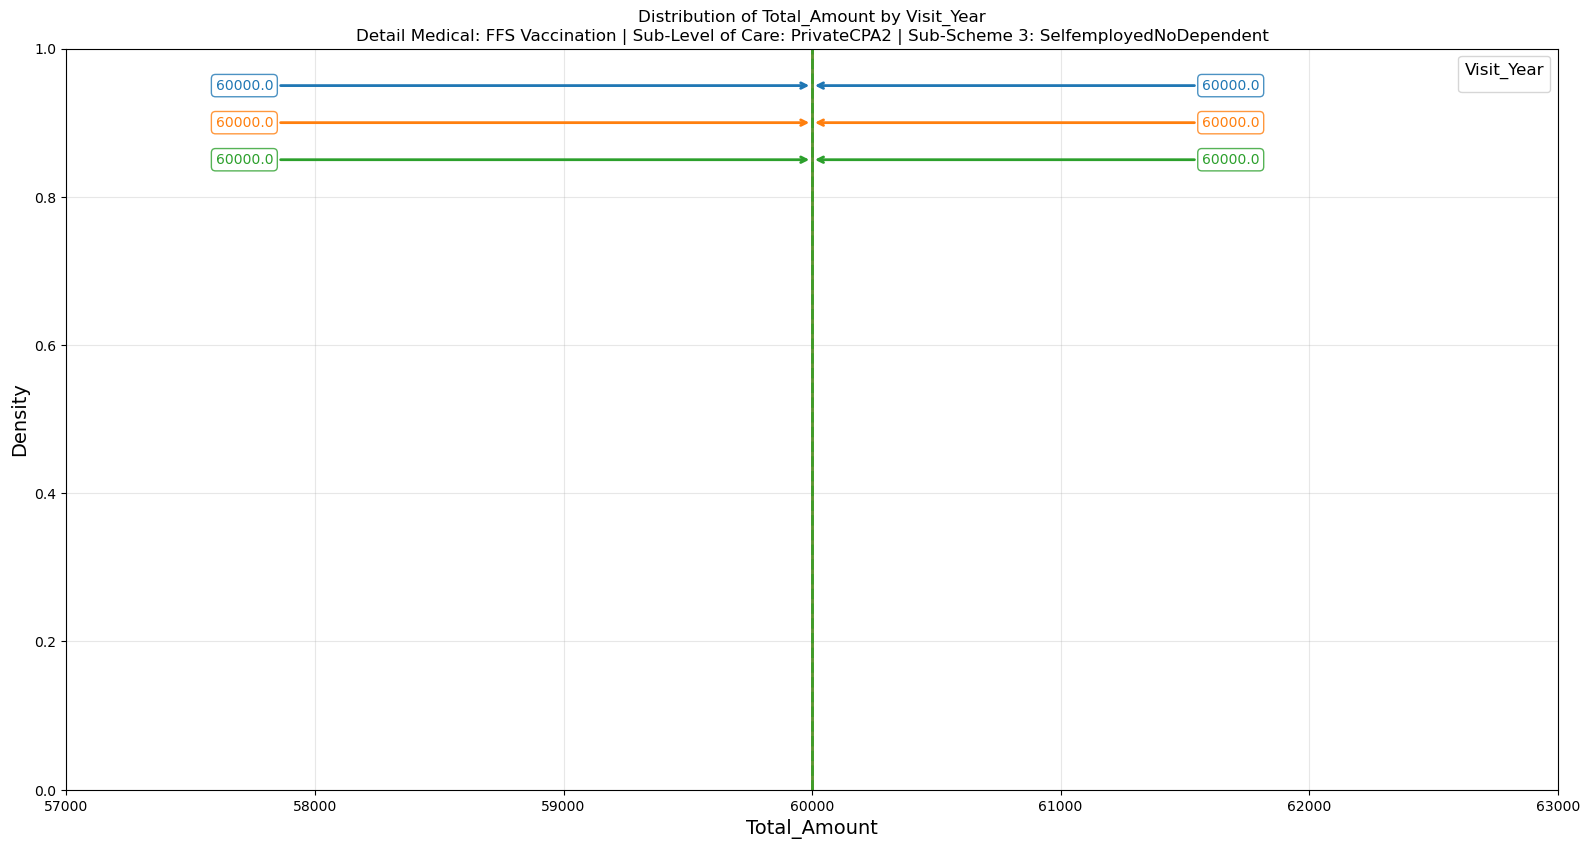 Distribution of Total_Amount by Visit_Year
Detail Medical: FFS Vaccination | Sub-Level of Care: PrivateCPA2 | Sub-Scheme 3: SelfemployedNoDependent
Visit_Year
60000.0 60000.0
60000.0 60000.0
60000.0 60000.0
1.0
0.8
0.6
0.4
0.2
0.0
Density
57000 58000 59000 60000 61000 62000 63000
Total_Amount